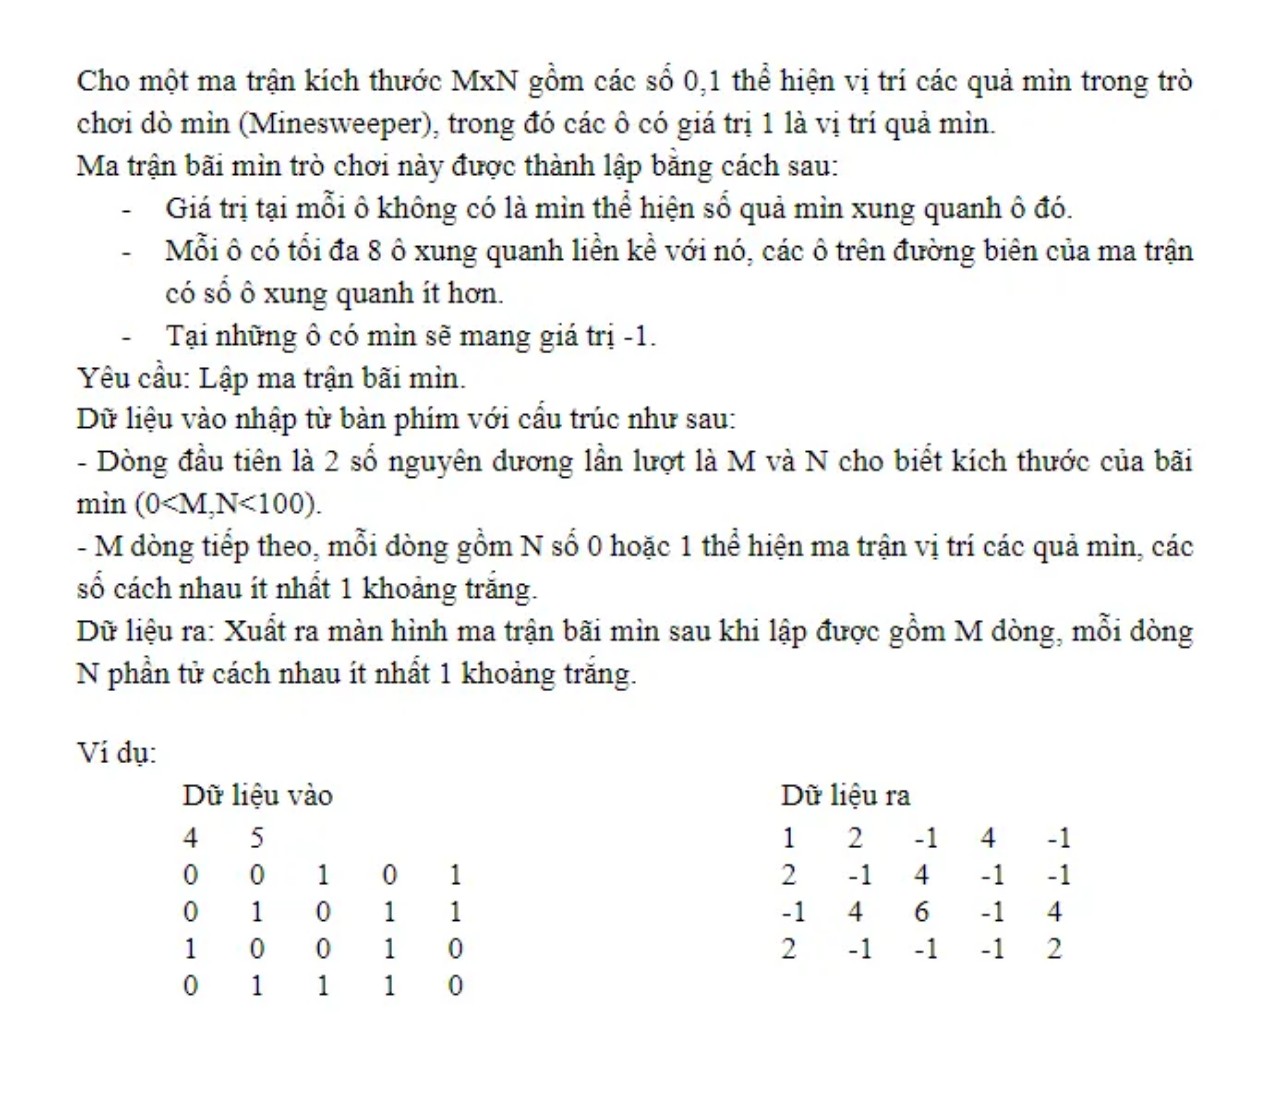 Cho một ma trận kích thước MxN gồm các số 0,1 thể hiện vị trí các quả mìn trong trò
chơi dò mìn (Minesweeper), trong đó các ô có giá trị 1 là vị trí quả mìn.
Ma trận bãi mìn trò chơi này được thành lập bằng cách sau:
- Giá trị tại mỗi ô không có là mìn thể hiện số quả mìn xung quanh ô đó.
- Mỗi ô có tối đa 8 ô xung quanh liền kề với nó, các ô trên đường biên của ma trận
có số ô xung quanh ít hơn.
- Tại những ô có mìn sẽ mang giá trị -1.
Yêu cầu: Lập ma trận bãi mìn.
Dữ liệu vào nhập từ bàn phím với cấu trúc như sau:
- Dòng đầu tiên là 2 số nguyên dương lần lượt là M và N cho biết kích thước của bãi
mìn (0<M,N<100).
- M dòng tiếp theo, mỗi dòng gồm N số 0 hoặc 1 thể hiện ma trận vị trí các quả mìn, các
số cách nhau ít nhất 1 khoảng trắng.
Dữ liệu ra: Xuất ra màn hình ma trận bãi mìn sau khi lập được gồm M dòng, mỗi dòng
N phần tử cách nhau ít nhất 1 khoảng trắng.
Ví dụ:
Dữ liệu vào Dữ liệu ra
4 5 1 2 -1 4 -1
0 0 1 0 1 2 -1 4 -1 -1
0 1 0 1 1 -1 4 6 -1 4
1 0 0 1 0 2 -1 -1 -1 2
0 1 1 1 0